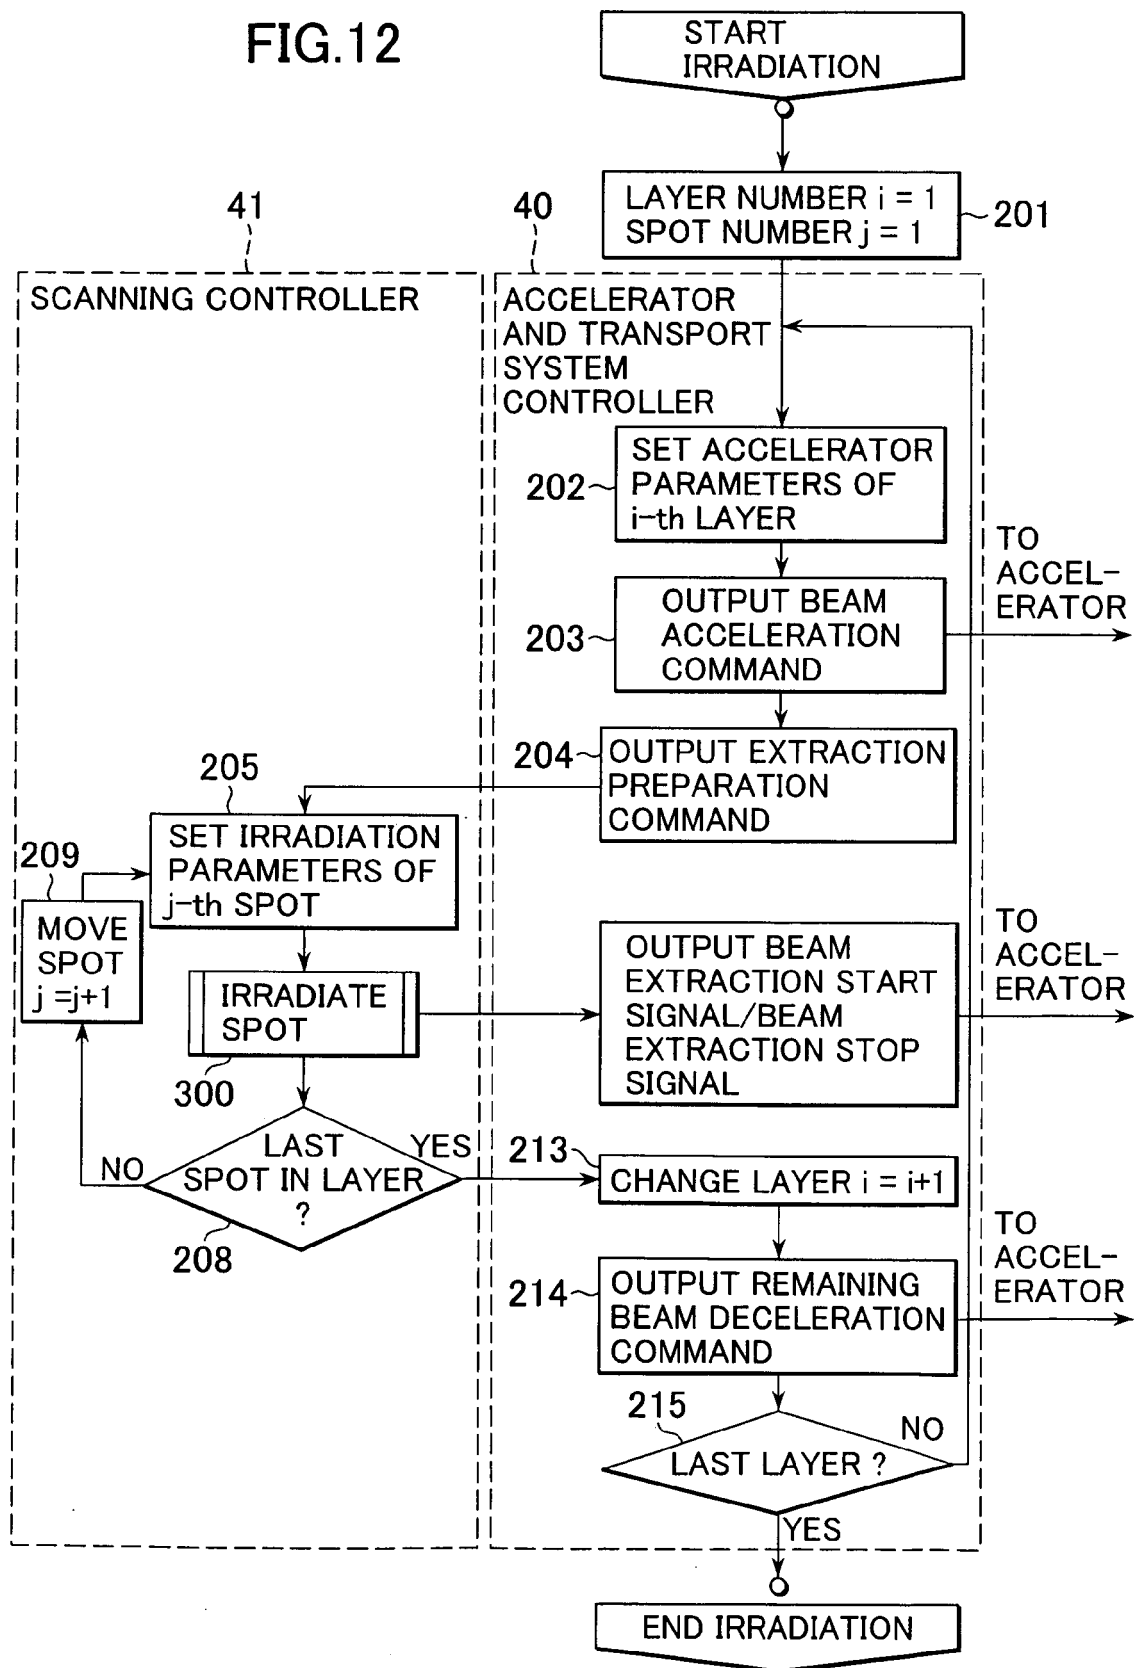 FIG.12
START
IRRADIATION
LAYER NUMBER i = 1
SPOT NUMBER j = 1
201
41
40
SCANNING CONTROLLER
ACCELERATOR
AND TRANSPORT
SYSTEM
CONTROLLER
202
SET ACCELERATOR
PARAMETERS OF
i-th LAYER
TO
ACCEL-
ERATOR
203
OUTPUT BEAM
ACCELERATION
COMMAND
204
OUTPUT EXTRACTION
PREPARATION
COMMAND
205
SET IRRADIATION
PARAMETERS OF
j-th SPOT
209
MOVE
SPOT
j =j+1
IRRADIATE
SPOT
300
OUTPUT BEAM
EXTRACTION START
SIGNAL/BEAM
EXTRACTION STOP
SIGNAL
TO
ACCEL-
ERATOR
LAST
SPOT IN LAYER
?
NO
YES
208
213
CHANGE LAYER i = i+1
214
OUTPUT REMAINING
BEAM DECELERATION
COMMAND
TO
ACCEL-
ERATOR
215
LAST LAYER ?
NO
YES
END IRRADIATION